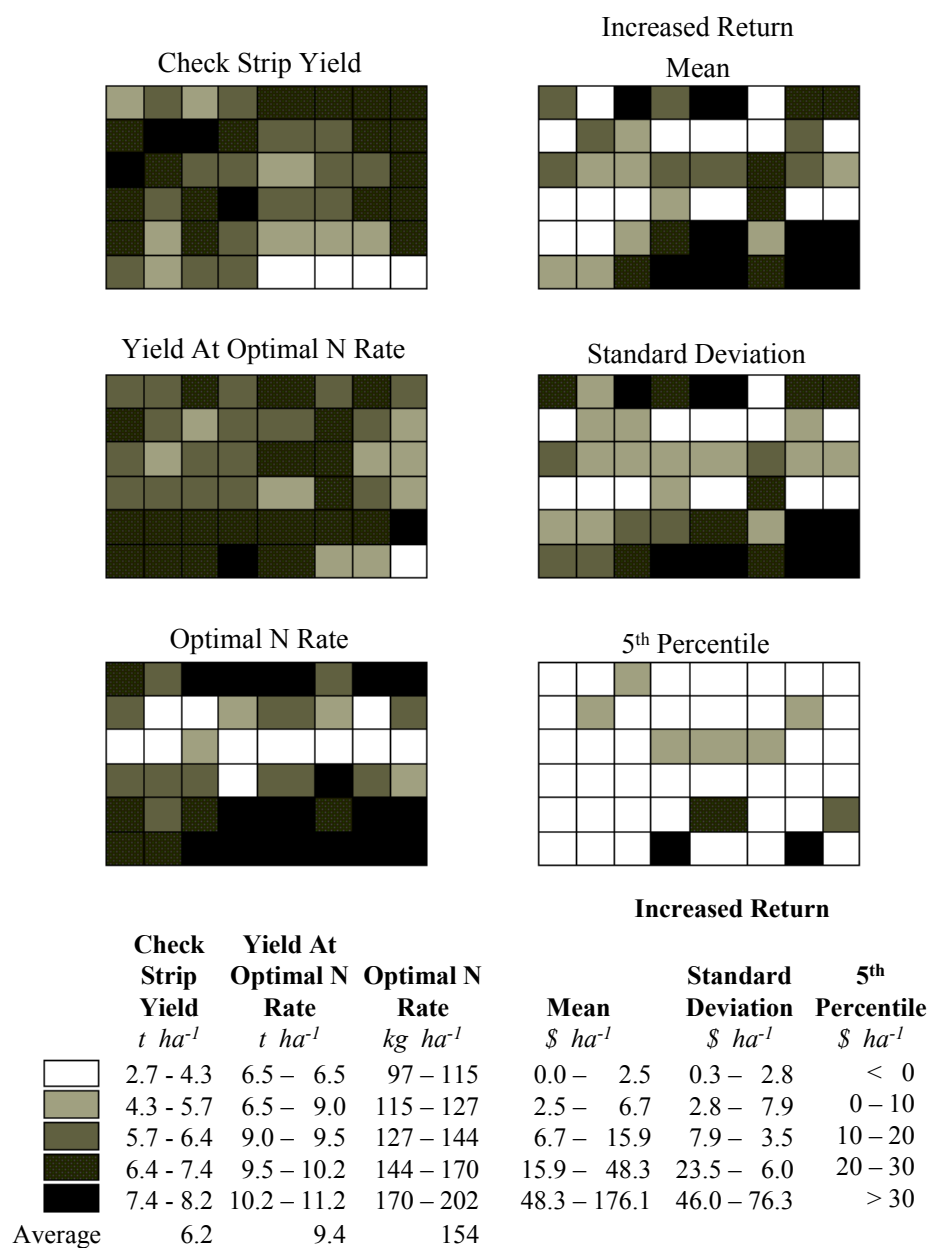 Increased Return
Check Strip Yield
Mean
Yield At Optimal N Rate
Standard Deviation
Optimal N Rate
5th Percentile
Increased Return
Check Yield At
Strip Optimal N Optimal N Standard 5th
Yield Rate Rate Mean Deviation Percentile
t ha-1 t ha-1 kg ha-1 $ ha-1 $ ha-1 $ ha-1
2.7 - 4.3 6.5 – 6.5 97 – 115 0.0 – 2.5 0.3 – 2.8 < 0
4.3 - 5.7 6.5 – 9.0 115 – 127 2.5 – 6.7 2.8 – 7.9 0 – 10
5.7 - 6.4 9.0 – 9.5 127 – 144 6.7 – 15.9 7.9 – 3.5 10 – 20
6.4 - 7.4 9.5 – 10.2 144 – 170 15.9 – 48.3 23.5 – 6.0 20 – 30
7.4 - 8.2 10.2 – 11.2 170 – 202 48.3 – 176.1 46.0 – 76.3 > 30
Average 6.2 9.4 154